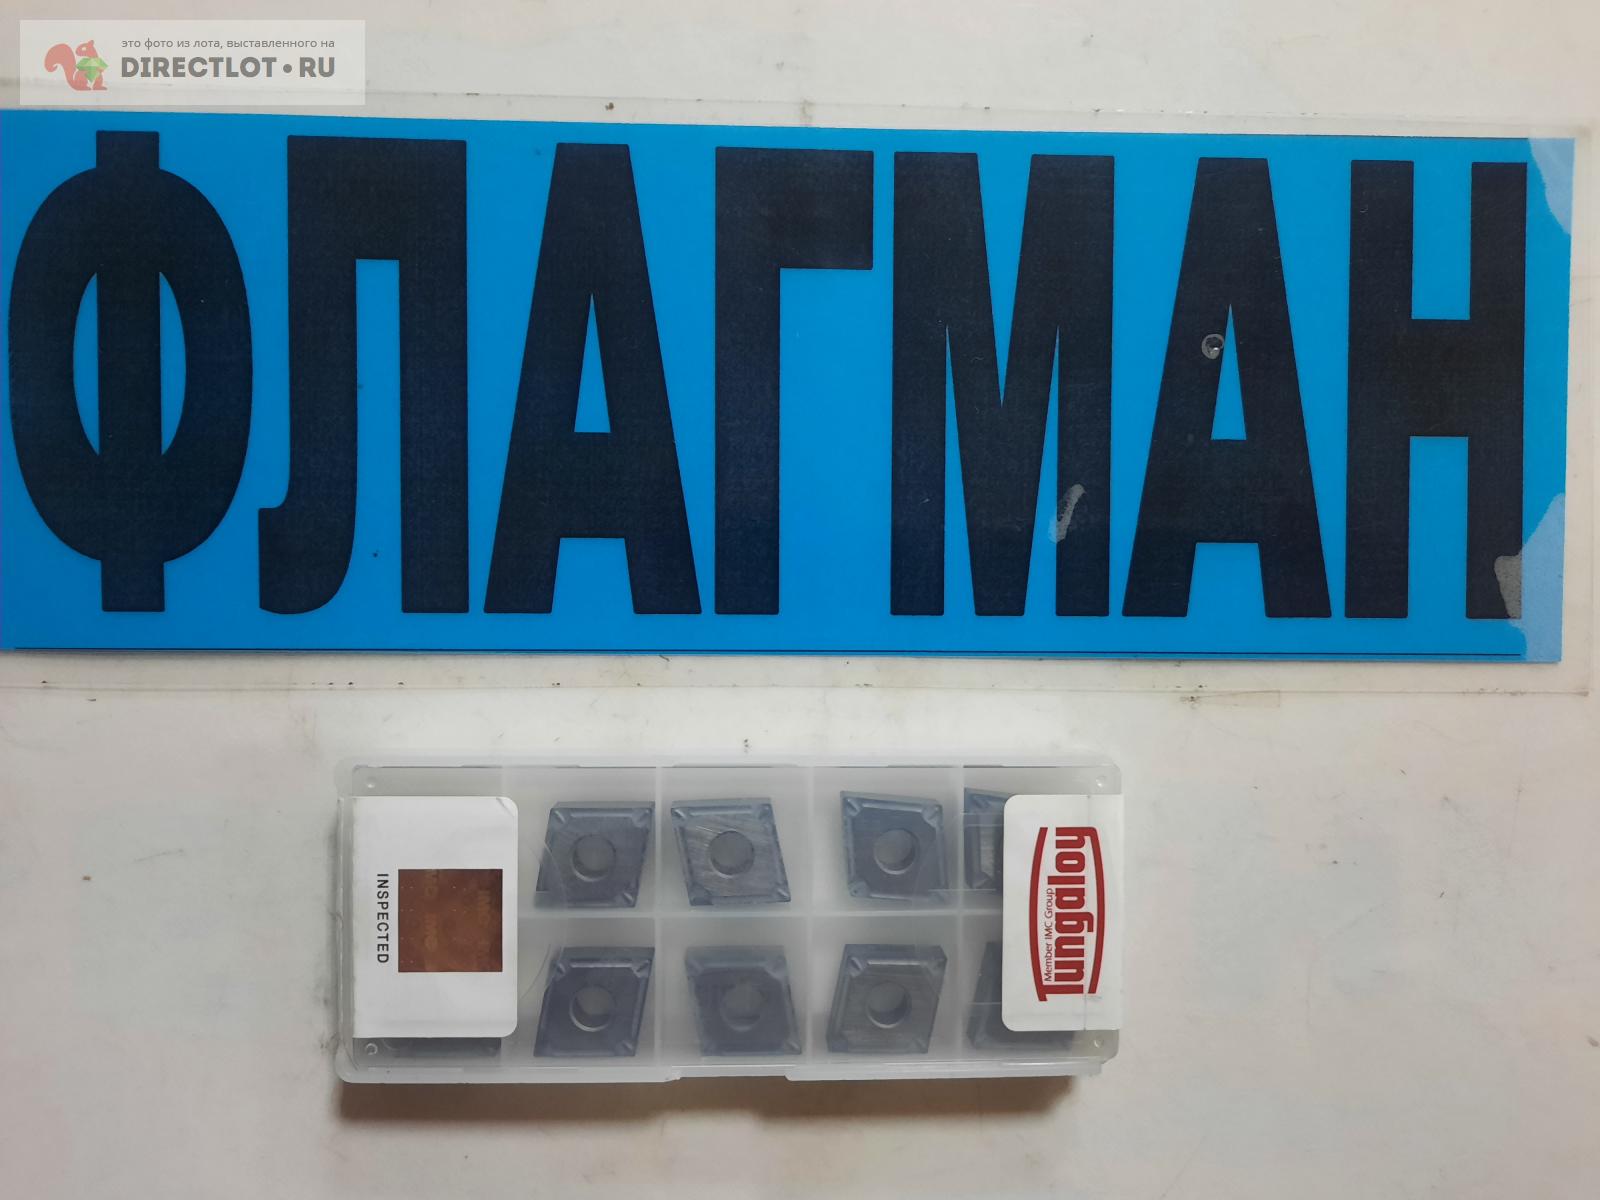 это фото из лота, выставленного на
DIRECTLOT.RU
ФЛАГМАН
INSPECTED
Tungaloy
Member IMC Group